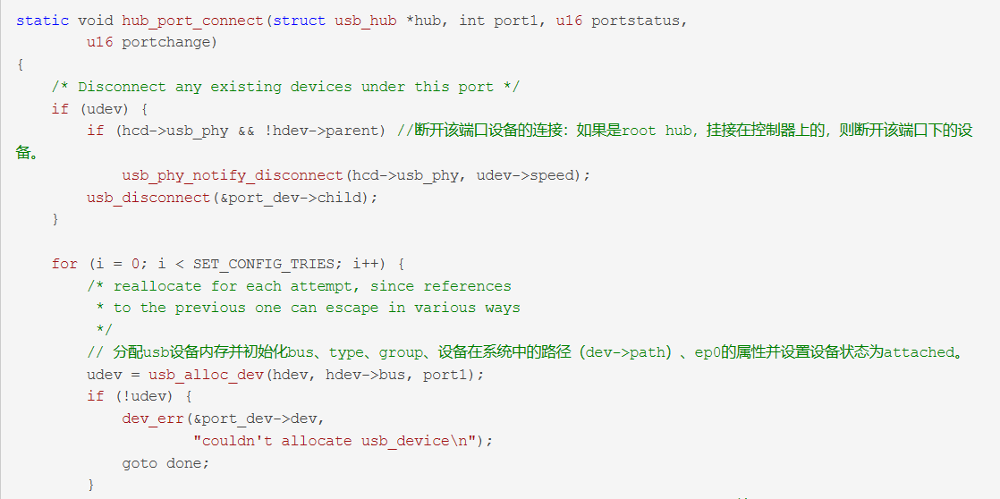 static void hub_port_connect(struct usb_hub *hub, int port1, u16 portstatus,
        u16 portchange)
{
    /* Disconnect any existing devices under this port */
    if (udev) {
        if (hcd->usb_phy && !hdev->parent) //断开该端口设备的连接：如果是root hub，挂接在控制器上的，则断开该端口下的设
备。
            usb_phy_notify_disconnect(hcd->usb_phy, udev->speed);
        usb_disconnect(&port_dev->child);
    }

    for (i = 0; i < SET_CONFIG_TRIES; i++) {
        /* reallocate for each attempt, since references
         * to the previous one can escape in various ways
         */
        // 分配usb设备内存并初始化bus、type、group、设备在系统中的路径（dev->path）、ep0的属性并设置设备状态为attached。
        udev = usb_alloc_dev(hdev, hdev->bus, port1);
        if (!udev) {
            dev_err(&port_dev->dev,
                    "couldn't allocate usb_device\n");
            goto done;
        }